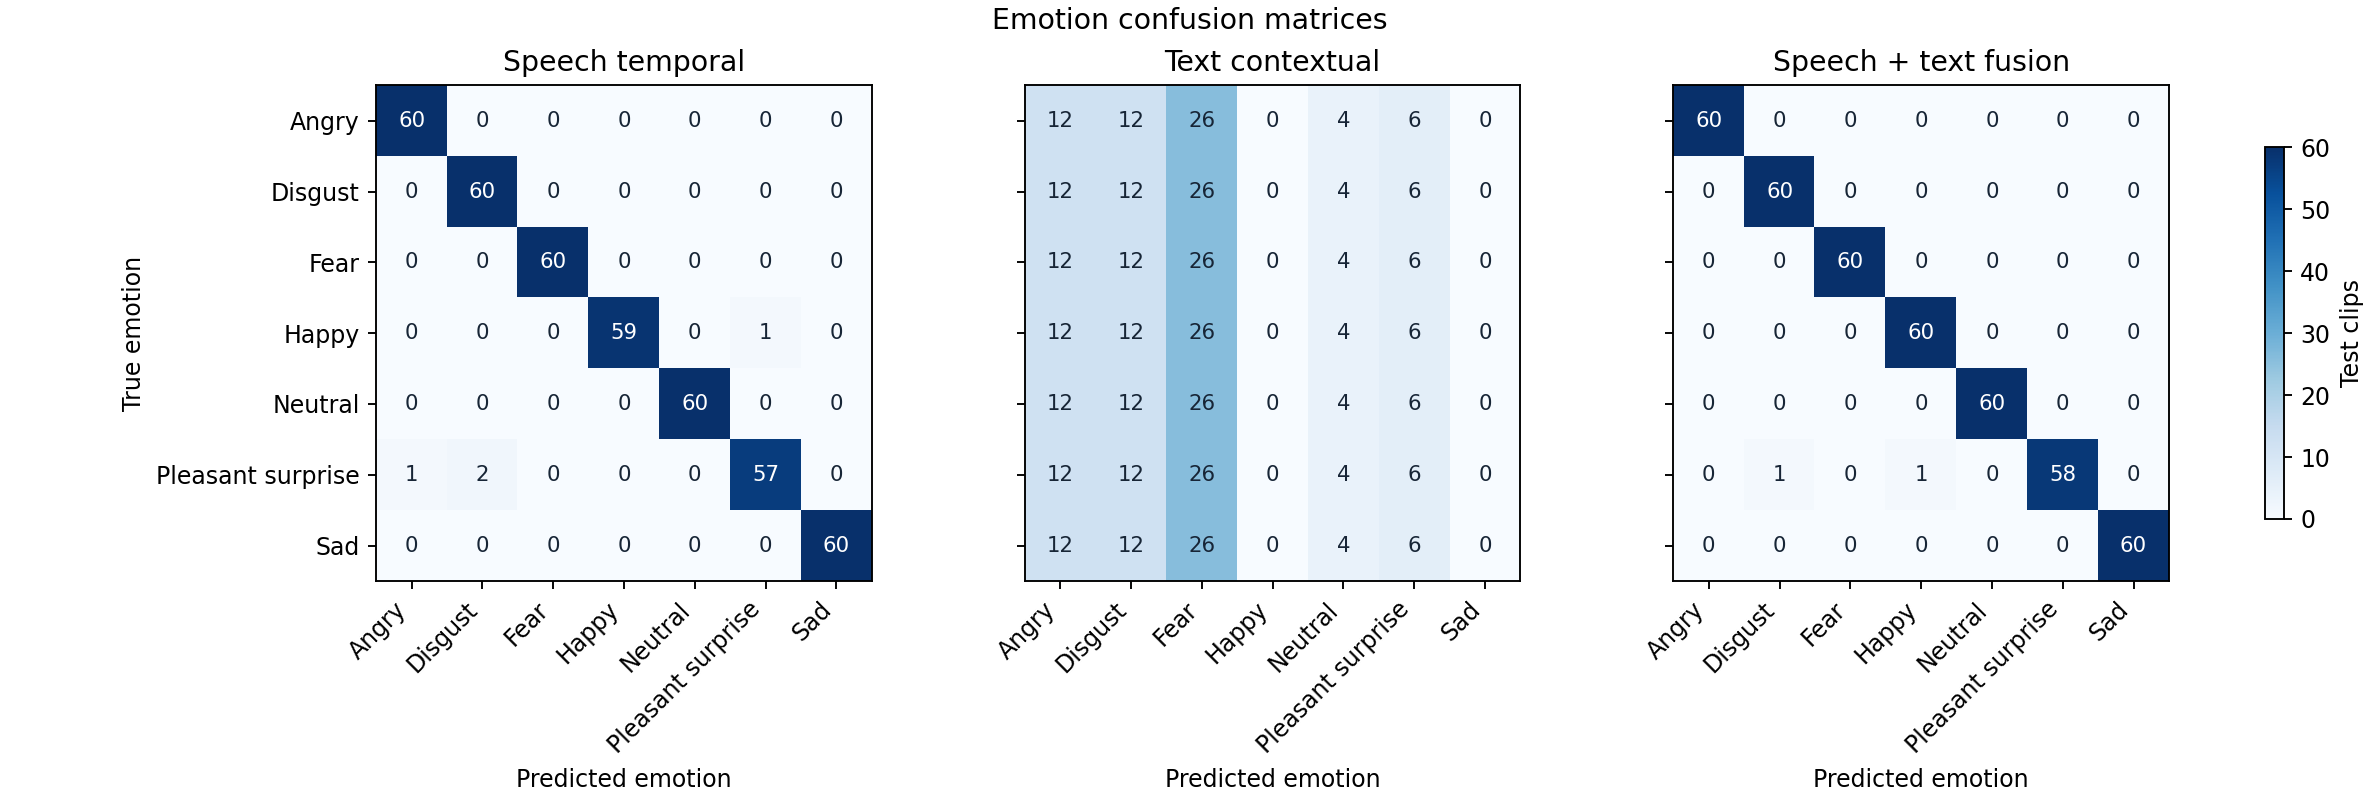 Emotion confusion matrices
Speech temporal
True emotion
Angry 60 0 0 0 0 0 0
Disgust 0 60 0 0 0 0 0
Fear 0 0 60 0 0 0 0
Happy 0 0 0 59 0 1 0
Neutral 0 0 0 0 60 0 0
Pleasant surprise 1 2 0 0 0 57 0
Sad 0 0 0 0 0 0 60
Angry Disgust Fear Happy Neutral Pleasant surprise Sad
Predicted emotion
Text contextual
12 12 26 0 4 6 0
12 12 26 0 4 6 0
12 12 26 0 4 6 0
12 12 26 0 4 6 0
12 12 26 0 4 6 0
12 12 26 0 4 6 0
12 12 26 0 4 6 0
Angry Disgust Fear Happy Neutral Pleasant surprise Sad
Predicted emotion
Speech + text fusion
60 0 0 0 0 0 0
0 60 0 0 0 0 0
0 0 60 0 0 0 0
0 0 0 60 0 0 0
0 0 0 0 60 0 0
0 1 0 1 0 58 0
0 0 0 0 0 0 60
Angry Disgust Fear Happy Neutral Pleasant surprise Sad
Predicted emotion
60
50
40
30
20
10
0
Test clips